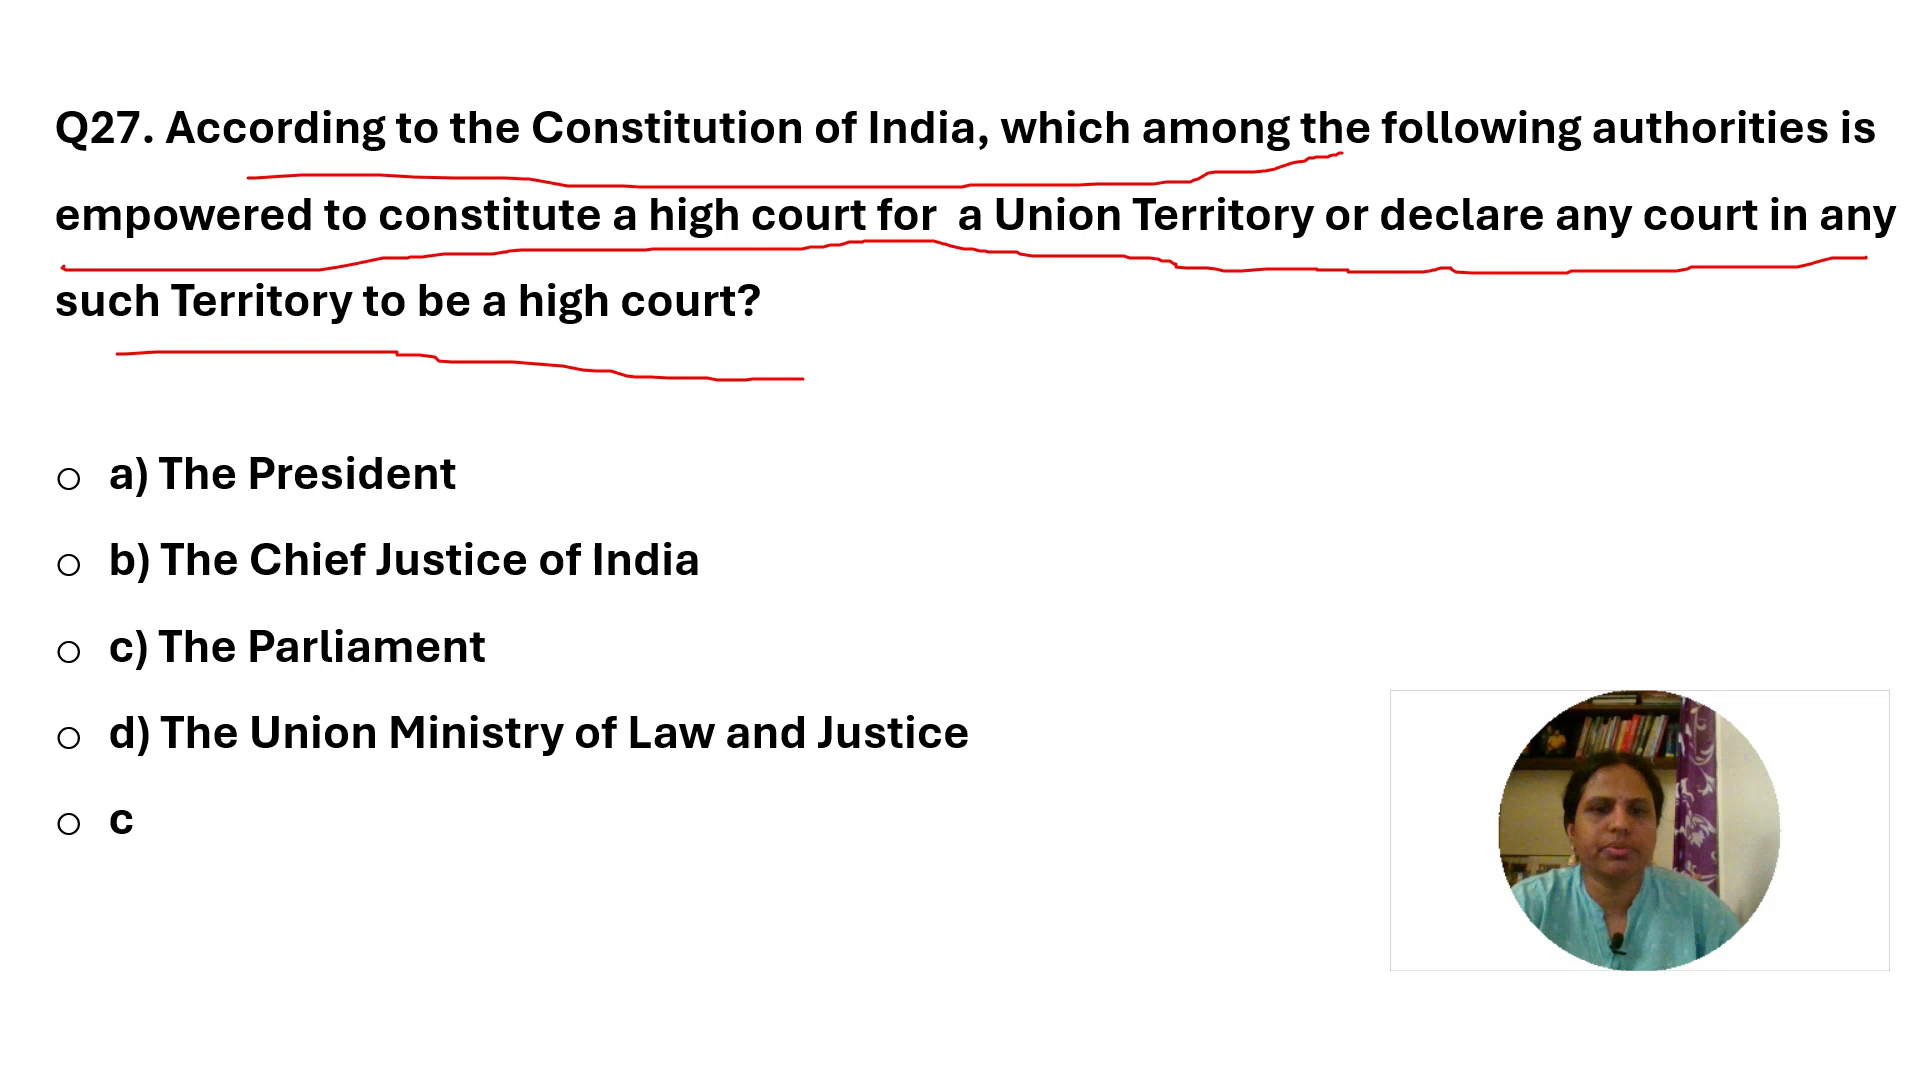 Q27. According to the Constitution of India, which among the following authorities is
empowered to constitute a high court for a Union Territory or declare any court in any
such Territory to be a high court?
a) The President
b) The Chief Justice of India
c) The Parliament
d) The Union Ministry of Law and Justice
c